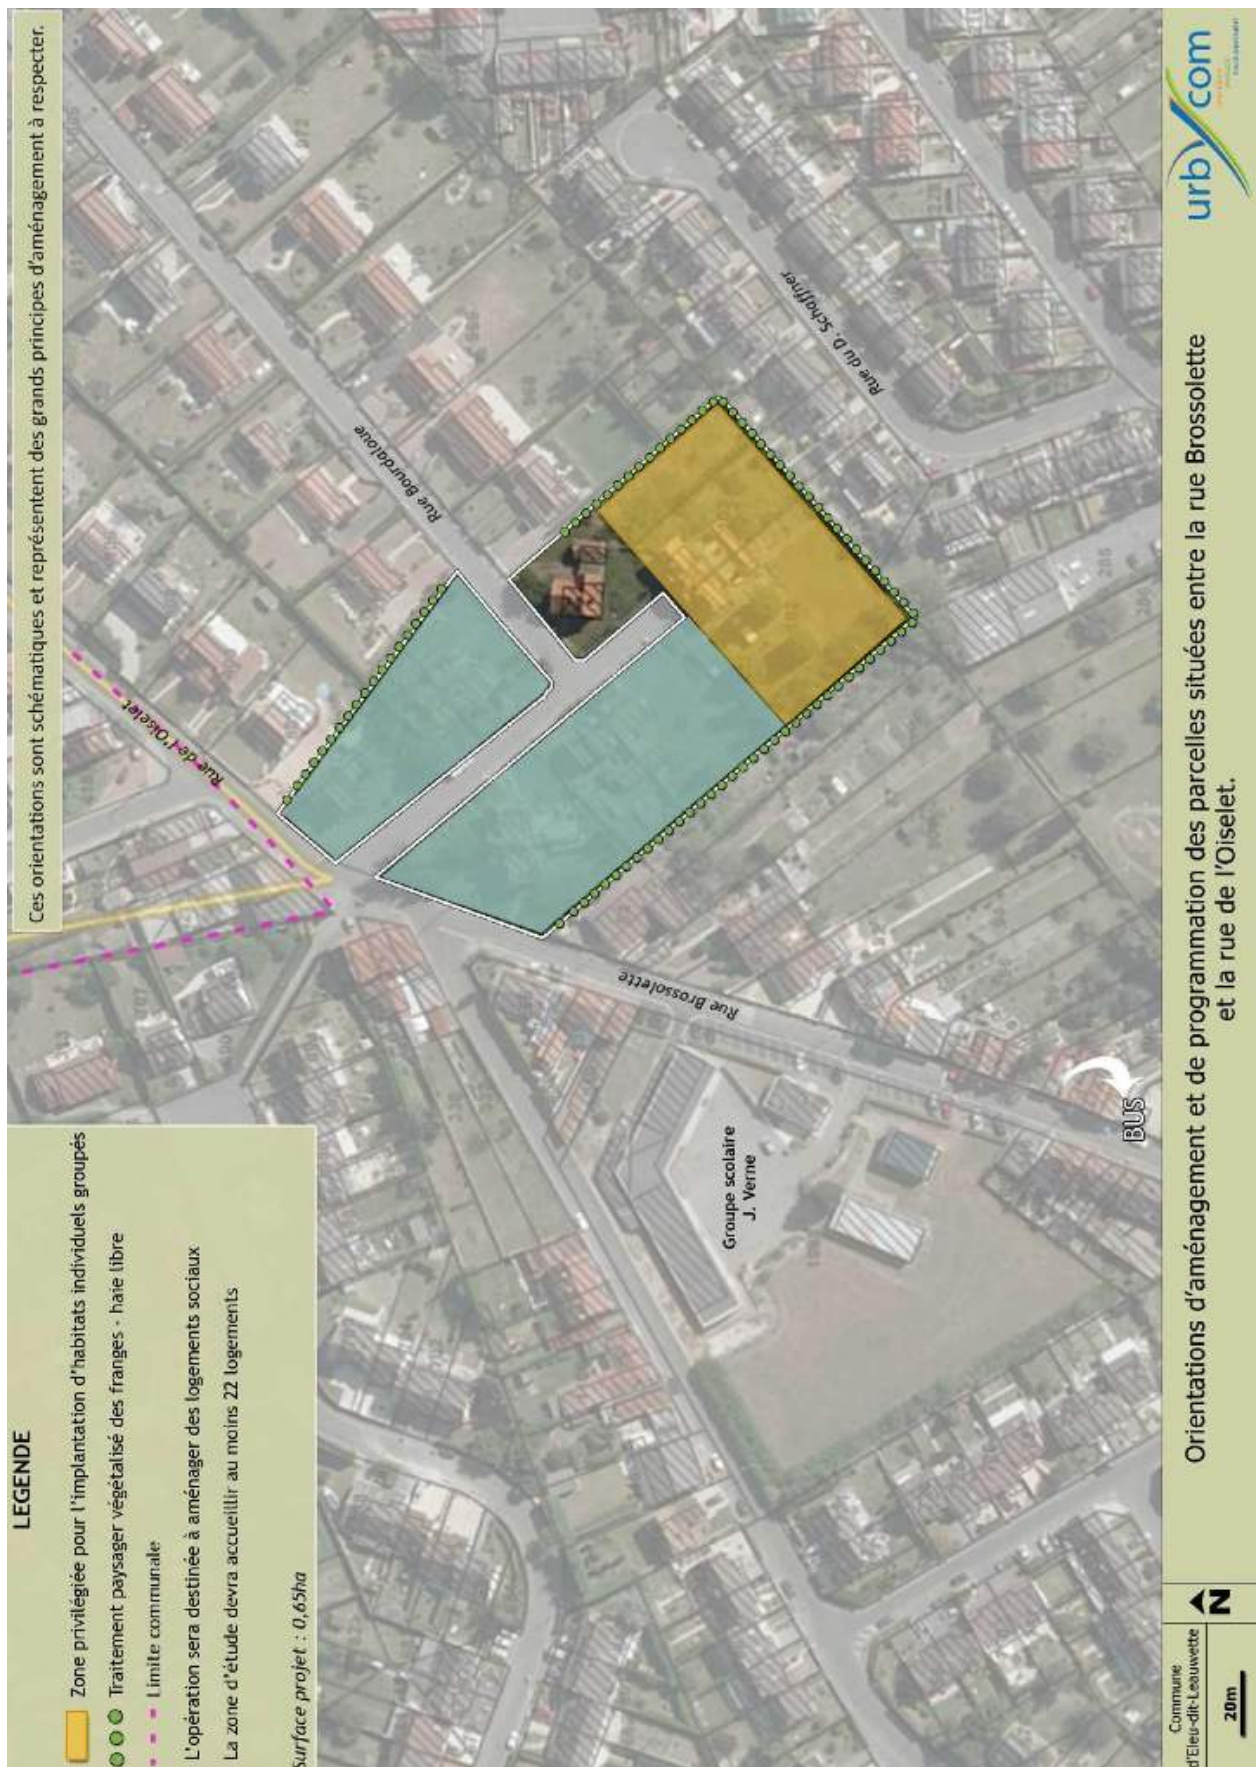 Ces orientations sont schématiques et représentent des grands principes d'aménagement à respecter.
LEGENDE
Zone privilégiée pour l'implantation d'habitats individuels groupés
Traitement paysager végétalisé des franges - haie libre
Limite communale
L'opération sera destinée à aménager des logements sociaux
La zone d'étude devra accueillir au moins 22 logements
Surface projet : 0,65ha
Rue de l'Oiselet
Rue Bourdaloue
Rue du D. Schaffner
Rue Brossolette
Groupe scolaire
J. Verne
BUS
Commune
d'Eleu-dit-Leauwette
20m
N
Orientations d'aménagement et de programmation des parcelles situées entre la rue Brossolette
et la rue de l'Oiselet.
urbycom